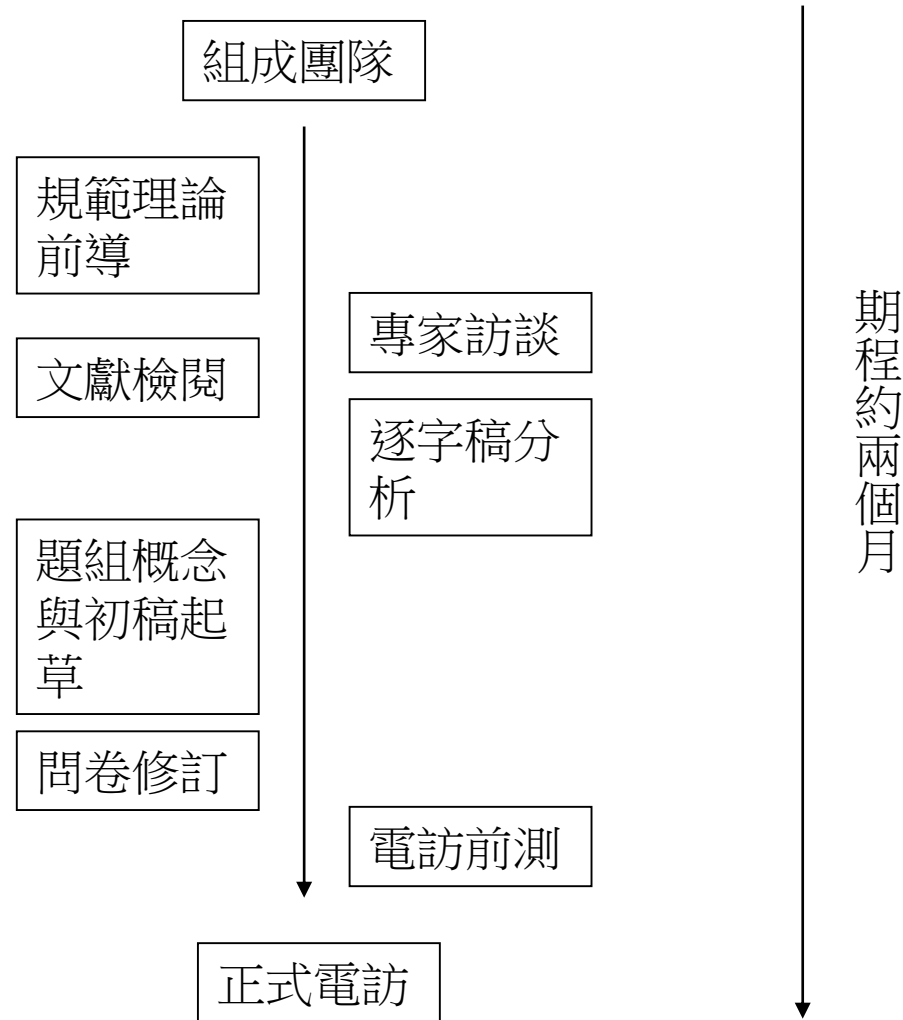 組成團隊
規範理論
前導
專家訪談
文獻檢閱
逐字稿分
析
題組概念
與初稿起
草
問卷修訂
電訪前測
正式電訪
期程約兩個月